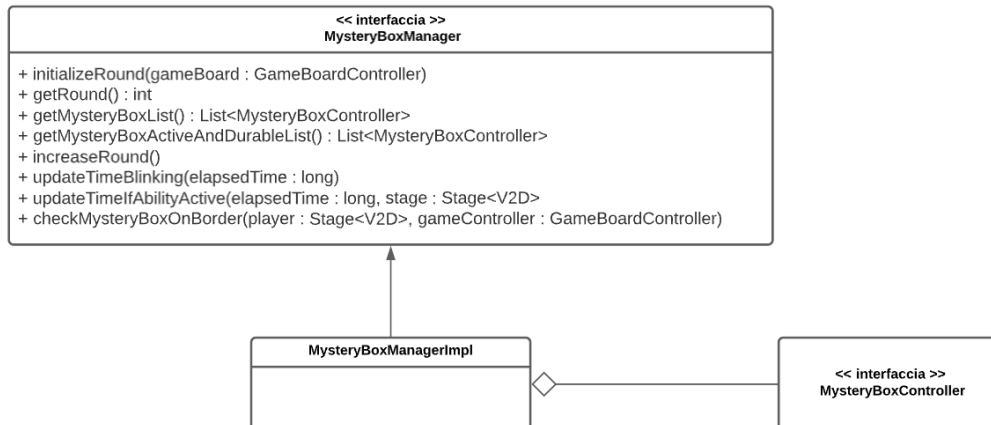 << interfaccia >>
MysteryBoxManager
+ initializeRound(gameBoard : GameBoardController)
+ getRound() : int
+ getMysteryBoxList() : List<MysteryBoxController>
+ getMysteryBoxActiveAndDurableList() : List<MysteryBoxController>
+ increaseRound()
+ updateTimeBlinking(elapsedTime : long)
+ updateTimeIfAbilityActive(elapsedTime : long, stage : Stage<V2D>
+ checkMysteryBoxOnBorder(player : Stage<V2D>, gameController : GameBoardController)
MysteryBoxManagerImpl
<< interfaccia >>
MysteryBoxController